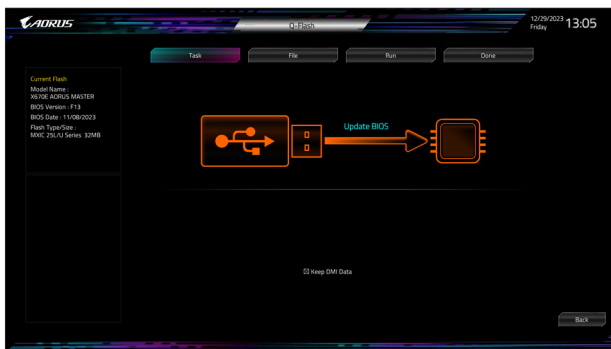 AORUS
Q-Flash
12/29/2023
Friday
13:05
Task
File
Run
Done
Current Flash
Model Name :
X670E AORUS MASTER
BIOS Version : F13
BIOS Date : 11/08/2023
Flash Type/Size :
MXIC 25L/U Series 32MB
Update BIOS
Keep DMI Data
Back